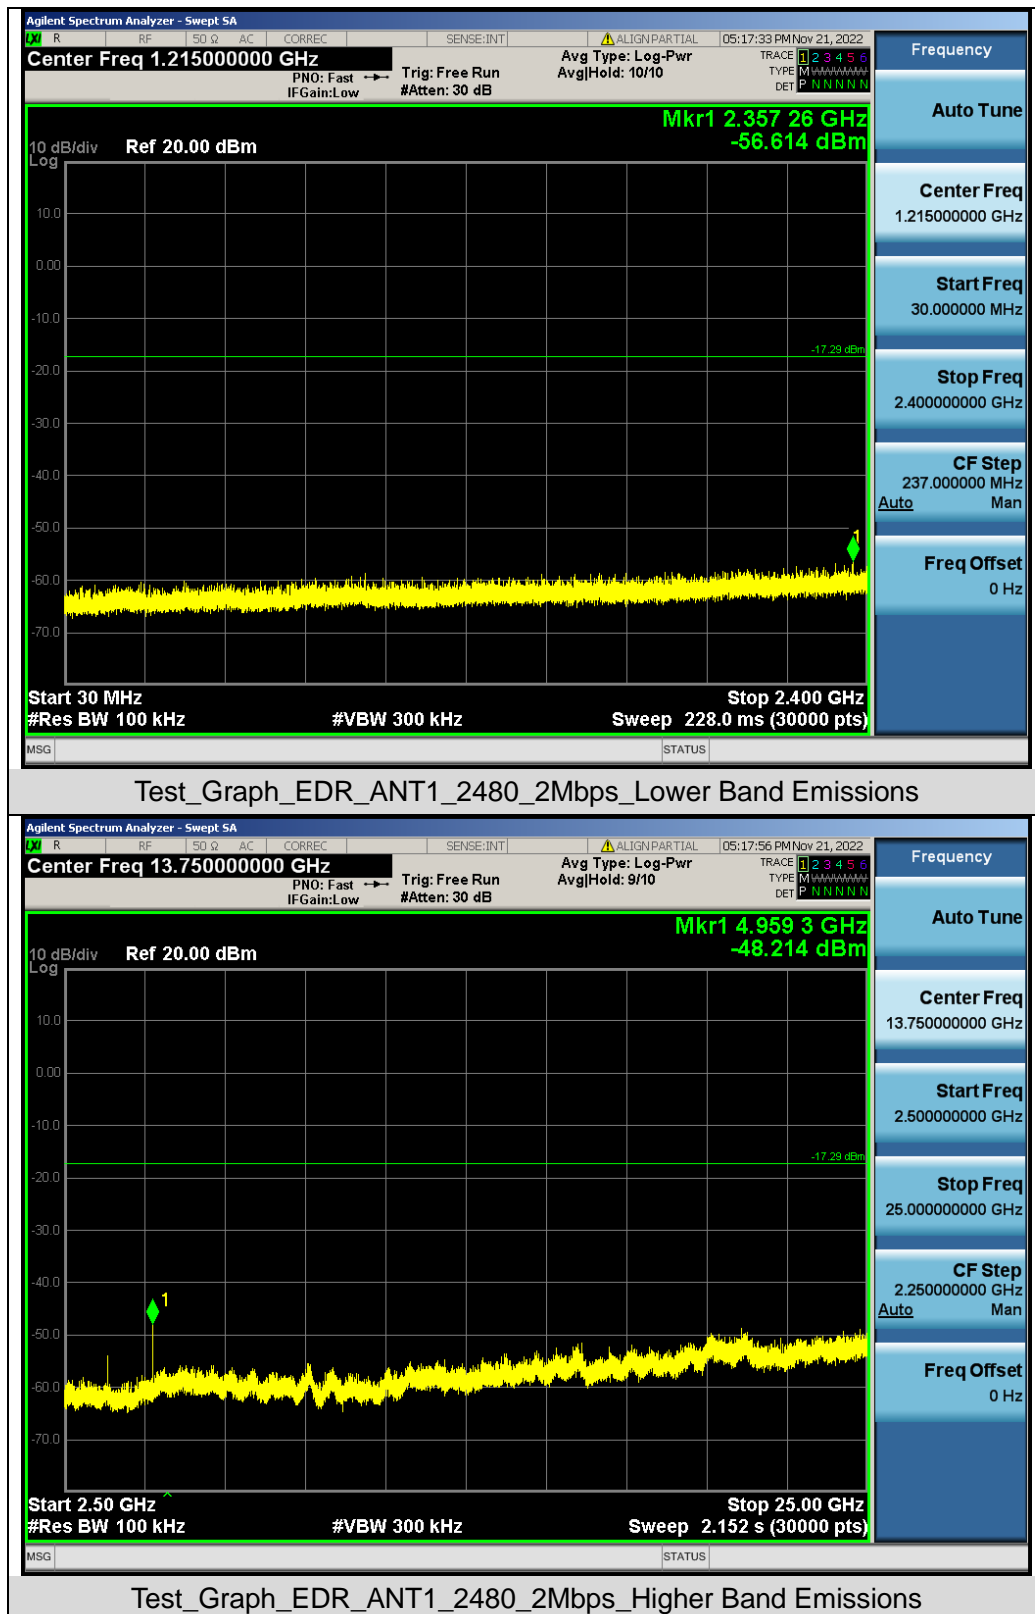 Agilent Spectrum Analyzer - Swept SA
LXI R RF 50 Ω AC CORREC SENSE:INT ALIGN PARTIAL 05:17:33 PM Nov 21, 2022
Center Freq 1.215000000 GHz
PNO: Fast
IFGain:Low
Trig: Free Run
#Atten: 30 dB
Avg Type: Log-Pwr
Avg|Hold: 10/10
TRACE 1 2 3 4 5 6
TYPE M
DET P N N N N N
Mkr1 2.357 26 GHz
-56.614 dBm
10 dB/div Ref 20.00 dBm
Log
10.0
0.00
-10.0
-17.29 dBm
-20.0
-30.0
-40.0
-50.0
1
-60.0
-70.0
Start 30 MHz Stop 2.400 GHz
#Res BW 100 kHz #VBW 300 kHz Sweep 228.0 ms (30000 pts)
MSG STATUS
Frequency
Auto Tune
Center Freq
1.215000000 GHz
Start Freq
30.000000 MHz
Stop Freq
2.400000000 GHz
CF Step
237.000000 MHz
Auto Man
Freq Offset
0 Hz
Test_Graph_EDR_ANT1_2480_2Mbps_Lower Band Emissions
Agilent Spectrum Analyzer - Swept SA
LXI R RF 50 Ω AC CORREC SENSE:INT ALIGN PARTIAL 05:17:56 PM Nov 21, 2022
Center Freq 13.750000000 GHz
PNO: Fast
IFGain:Low
Trig: Free Run
#Atten: 30 dB
Avg Type: Log-Pwr
Avg|Hold: 9/10
TRACE 1 2 3 4 5 6
TYPE M
DET P N N N N N
Mkr1 4.959 3 GHz
-48.214 dBm
10 dB/div Ref 20.00 dBm
Log
10.0
0.00
-10.0
-17.29 dBm
-20.0
-30.0
-40.0
1
-50.0
-60.0
-70.0
Start 2.50 GHz Stop 25.00 GHz
#Res BW 100 kHz #VBW 300 kHz Sweep 2.152 s (30000 pts)
MSG STATUS
Frequency
Auto Tune
Center Freq
13.750000000 GHz
Start Freq
2.500000000 GHz
Stop Freq
25.000000000 GHz
CF Step
2.250000000 GHz
Auto Man
Freq Offset
0 Hz
Test_Graph_EDR_ANT1_2480_2Mbps_Higher Band Emissions